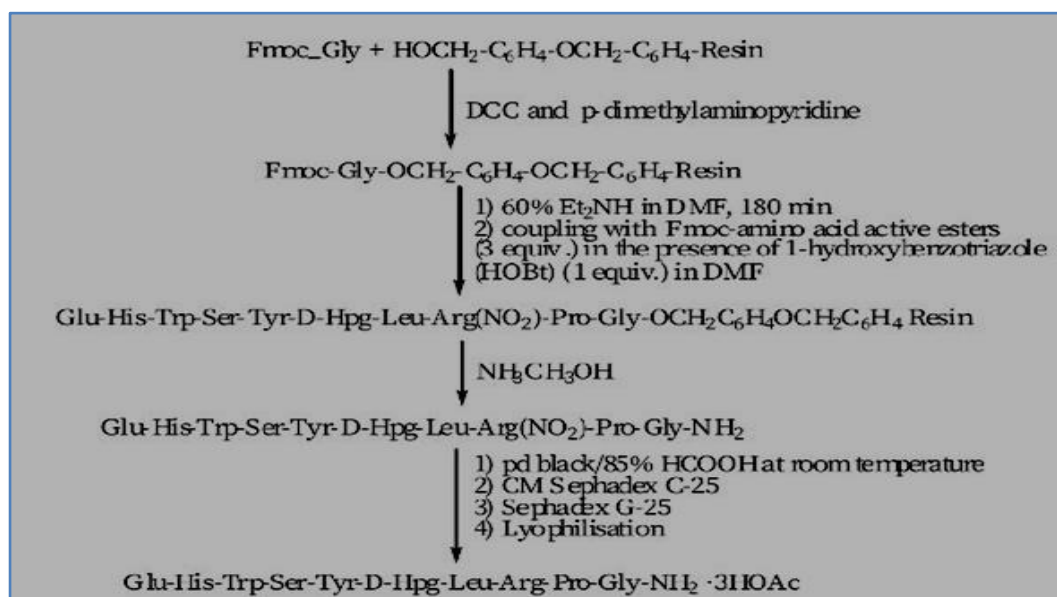 Fmoc_Gly + HOCH2-C6H4-OCH2-C6H4-Resin
DCC and p-dimethylaminopyridine
Fmoc-Gly-OCH2-C6H4-OCH2-C6H4-Resin
1) 60% Et2NH in DMF, 180 min
2) coupling with Fmoc-amino acid active esters
(3 equiv.) in the presence of 1-hydroxybenzotriazole
(HOBt) (1 equiv.) in DMF
Glu-His-Trp-Ser-Tyr-D-Hpg-Leu-Arg(NO2)-Pro-Gly-OCH2C6H4OCH2C6H4 Resin
NH3CH3OH
Glu-His-Trp-Ser-Tyr-D-Hpg-Leu-Arg(NO2)-Pro-Gly-NH2
1) pd black/85% HCOOH at room temperature
2) CM Sephadex C-25
3) Sephadex G-25
4) Lyophilisation
Glu-His-Trp-Ser-Tyr-D-Hpg-Leu-Arg-Pro-Gly-NH2 ·3HOAc